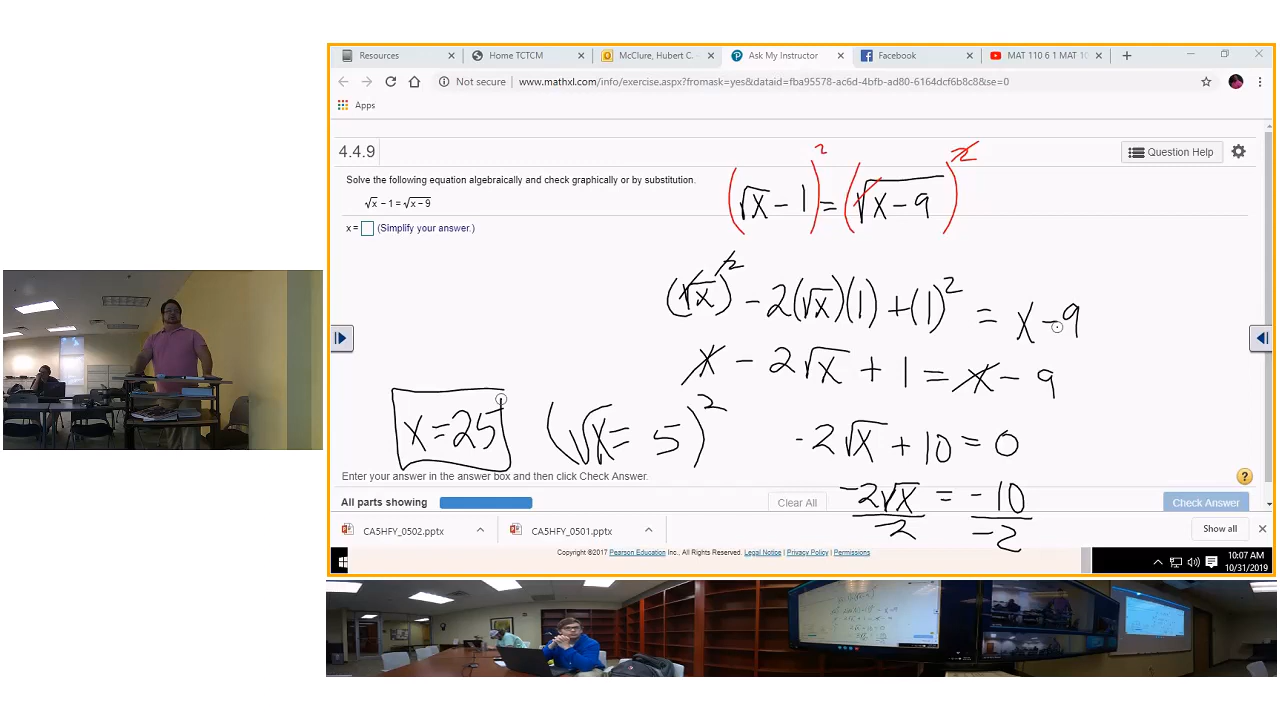 Resources
Home TCTCM
McClure, Hubert C. -
Ask My Instructor
Facebook
MAT 110 6 1 MAT 10
Not secure | www.mathxl.com/info/exercise.aspx?fromask=yes&dataid=fba95578-ac6d-4bfb-ad80-6164dcf6b8c8&se=0
Apps
4.4.9
Question Help
Solve the following equation algebraically and check graphically or by substitution.
√x − 1 = √x − 9
x = (Simplify your answer.)
(√x − 1)² = (√x − 9)²
(√x)² − 2(√x)(1) + (1)² = x − 9
x − 2√x + 1 = x − 9
-2√x + 10 = 0
-2√x = -10
-2 -2
(√x = 5)²
x = 25
Enter your answer in the answer box and then click Check Answer.
All parts showing
Clear All
Check Answer
?
CA5HFY_0502.pptx
CA5HFY_0501.pptx
Show all
Copyright ©2017 Pearson Education Inc., All Rights Reserved. Legal Notice | Privacy Policy | Permissions
10:07 AM
10/31/2019